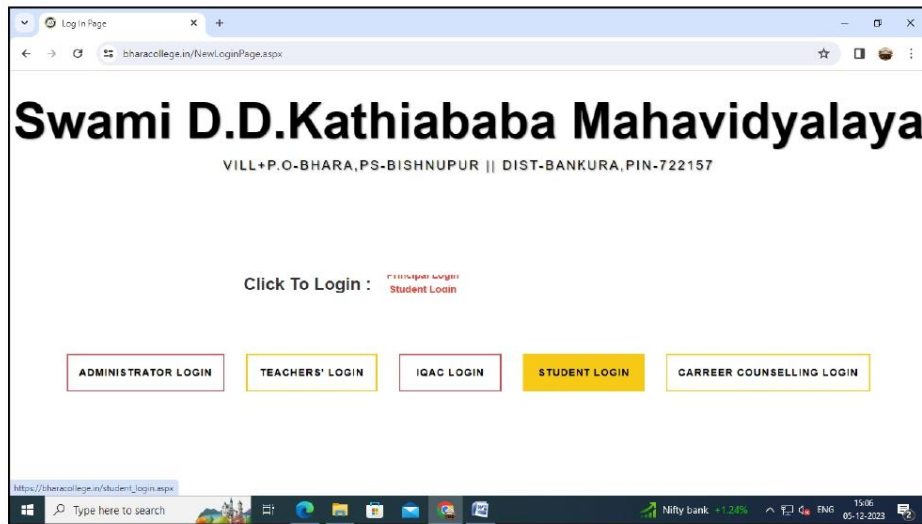 Log In Page
bharacollege.in/NewLoginPage.aspx
Swami D.D.Kathiababa Mahavidyalaya
VILL+P.O-BHARA,PS-BISHNUPUR || DIST-BANKURA,PIN-722157
Click To Login :
Principal Login
Student Login
ADMINISTRATOR LOGIN
TEACHERS' LOGIN
IQAC LOGIN
STUDENT LOGIN
CARREER COUNSELLING LOGIN
https://bharacollege.in/student_login.aspx
Type here to search
Nifty bank +1.24%
ENG
15:06
05-12-2023